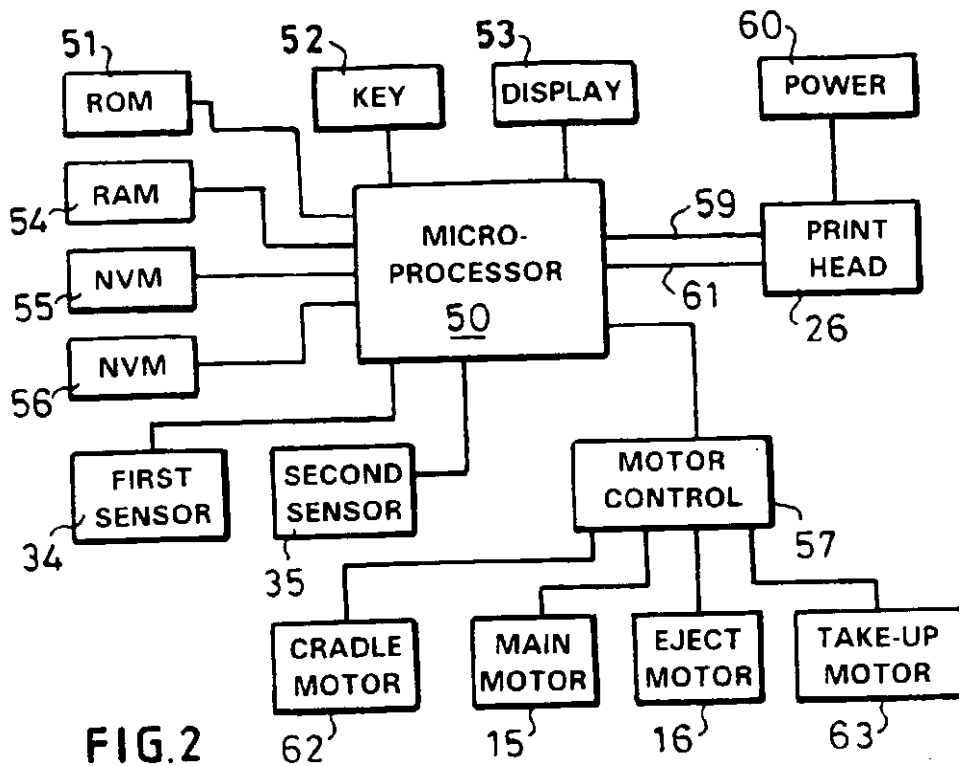 51
52
53
60
ROM
KEY
DISPLAY
POWER
RAM
54
MICRO-
PROCESSOR
50
59
PRINT
HEAD
NVM
55
61
26
NVM
56
FIRST
SENSOR
34
SECOND
SENSOR
35
MOTOR
CONTROL
57
CRADLE
MOTOR
62
MAIN
MOTOR
15
EJECT
MOTOR
16
TAKE-UP
MOTOR
63
FIG.2